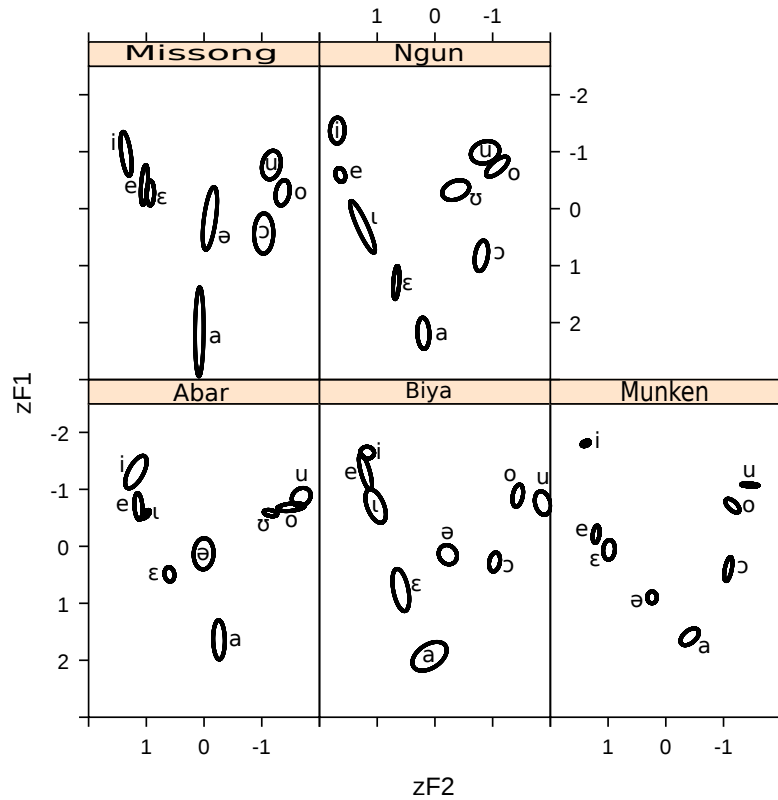 1 0 -1
Missong Ngun
i e ɛ ə a u o ɔ
i e ɩ ɛ a u o ʊ ɔ
-2
-1
0
1
2
zF1
Abar Biya Munken
i e ɩ ɛ ə a u o ʊ
i e ɩ ɛ ə a o u ɔ
i e ɛ ə a u o ɔ
-2
-1
0
1
2
1 0 -1 1 0 -1
zF2